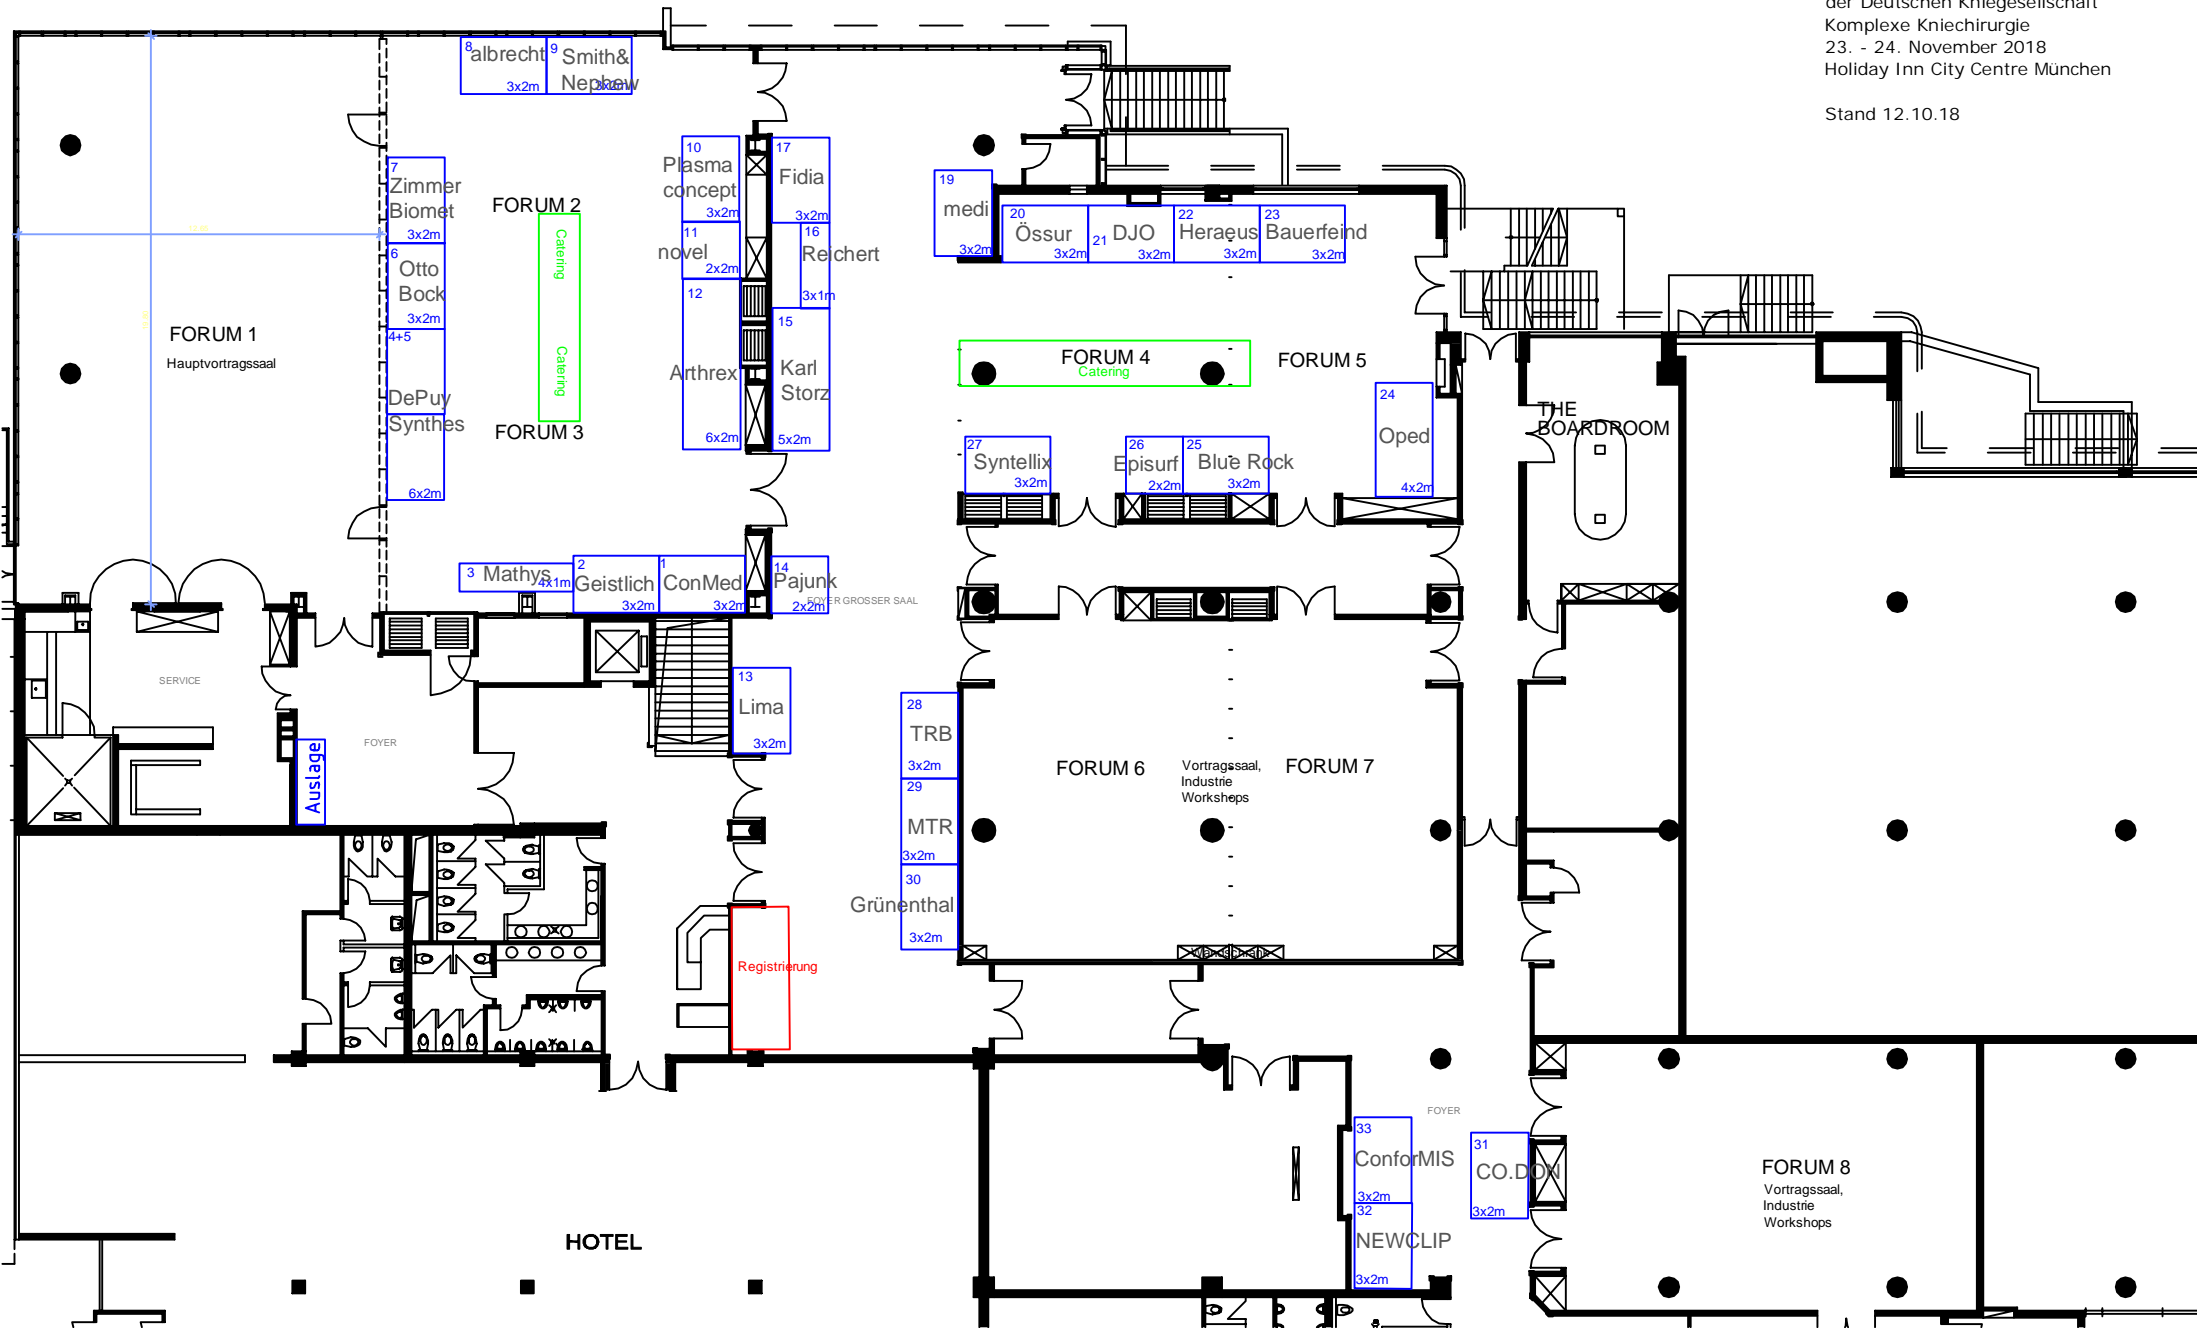 der Deutschen Kniegesellschaft
Komplexe Kniechirurgie
23. - 24. November 2018
Holiday Inn City Centre München
Stand 12.10.18
8
albrecht
3x2m
9
Smith&
Nephew
3x2m
10
Plasma
concept
3x2m
17
Fidia
3x2m
7
Zimmer
Biomet
3x2m
FORUM 2
Catering
Catering
19
medi
3x2m
20
Össur
3x2m
21
DJO
3x2m
22
Heraeus
3x2m
23
Bauerfeind
3x2m
11
novel
2x2m
16
Reichert
3x1m
6
Otto
Bock
3x2m
12
Arthrex
6x2m
15
Karl
Storz
5x2m
FORUM 1
Hauptvortragssaal
4+5
DePuy
Synthes
6x2m
FORUM 3
FORUM 4
Catering
FORUM 5
24
Oped
4x2m
THE
BOARDROOM
27
Syntellix
3x2m
26
Episurf
2x2m
25
Blue Rock
3x2m
3
Mathys
4x1m
2
Geistlich
3x2m
1
ConMed
3x2m
14
Pajunk
2x2m
FOYER GROSSER SAAL
SERVICE
13
Lima
3x2m
28
TRB
3x2m
FOYER
Auslage
FORUM 6
Vortragssaal,
Industrie
Workshops
FORUM 7
29
MTR
3x2m
30
Grünenthal
3x2m
Wandschrank
Registrierung
FOYER
33
ConforMIS
3x2m
31
CO.DON
3x2m
32
NEWCLIP
3x2m
FORUM 8
Vortragssaal,
Industrie
Workshops
HOTEL